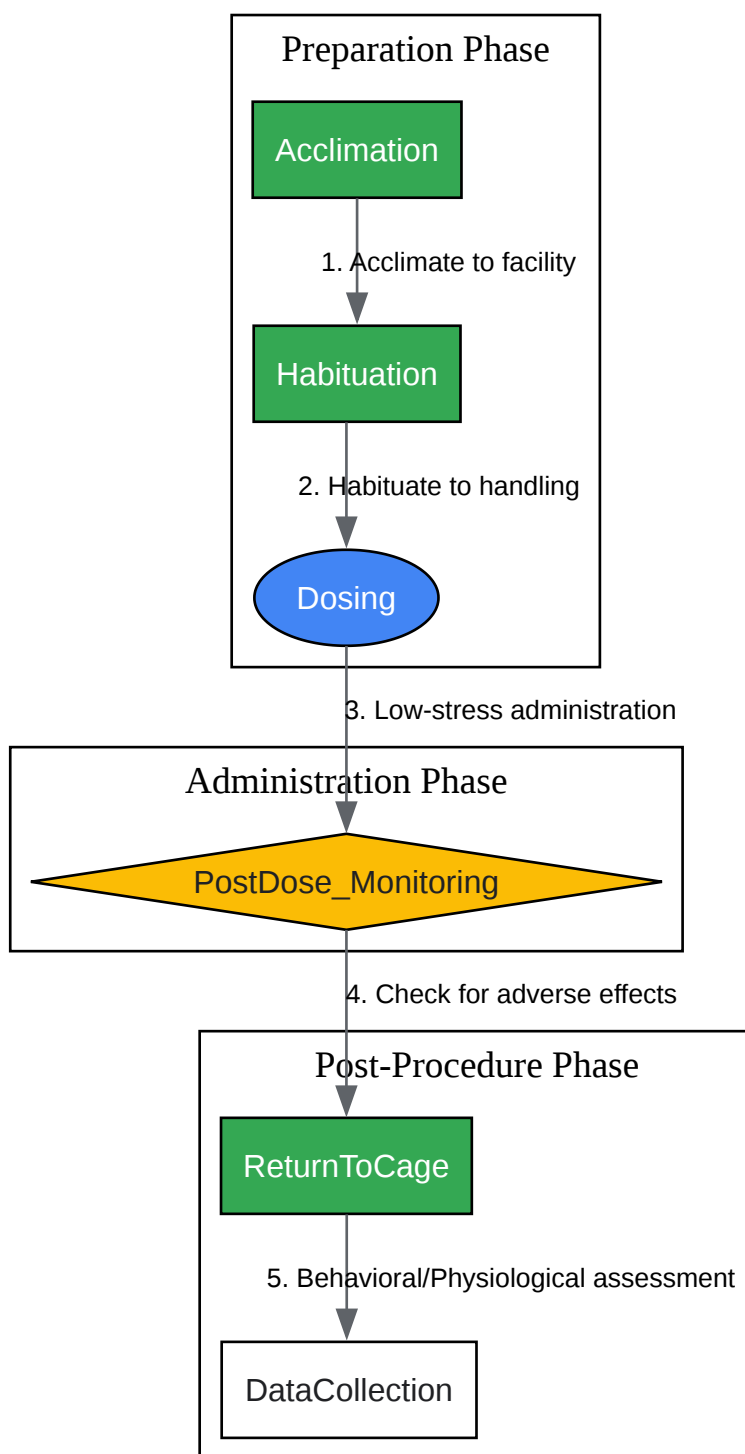 Preparation Phase
Acclimation
1. Acclimate to facility
Habituation
2. Habituate to handling
Dosing
3. Low-stress administration
Administration Phase
PostDose_Monitoring
4. Check for adverse effects
Post-Procedure Phase
ReturnToCage
5. Behavioral/Physiological assessment
DataCollection